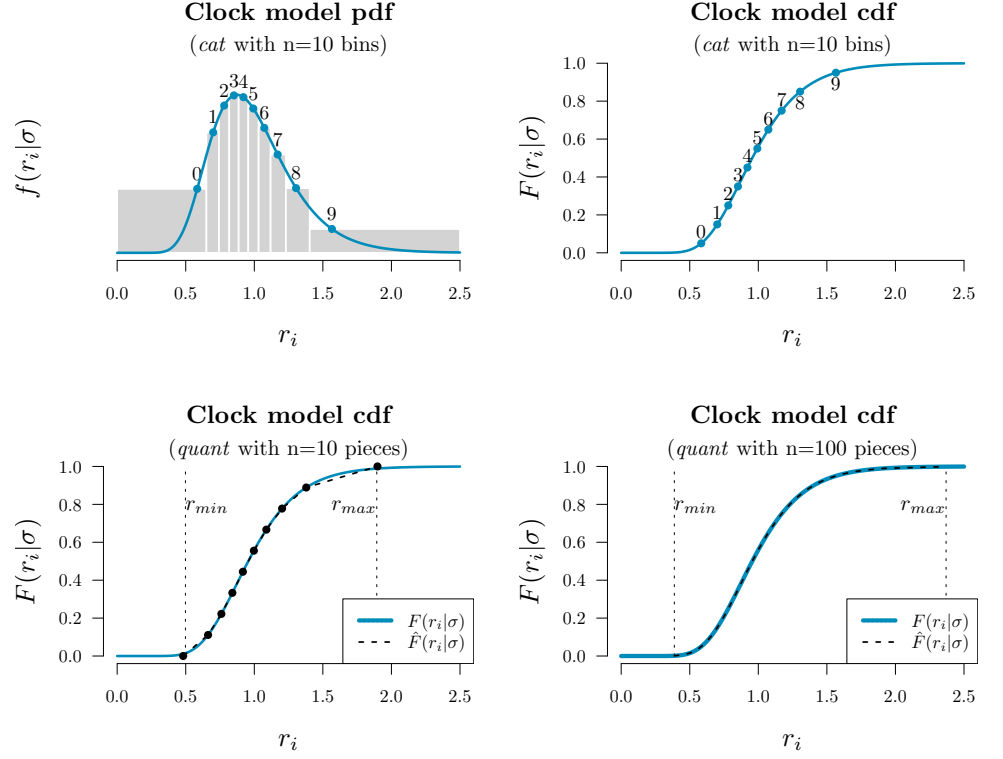 Clock model pdf
(cat with n=10 bins)
f(r_i|σ)
0
1
2
3
4
5
6
7
8
9
0.0 0.5 1.0 1.5 2.0 2.5
r_i
Clock model cdf
(cat with n=10 bins)
F(r_i|σ)
1.0
0.8
0.6
0.4
0.2
0.0
0
1
2
3
4
5
6
7
8
9
0.0 0.5 1.0 1.5 2.0 2.5
r_i
Clock model cdf
(quant with n=10 pieces)
F(r_i|σ)
1.0
0.8
0.6
0.4
0.2
0.0
r_min
r_max
F(r_i|σ)
F̂(r_i|σ)
0.0 0.5 1.0 1.5 2.0 2.5
r_i
Clock model cdf
(quant with n=100 pieces)
F(r_i|σ)
1.0
0.8
0.6
0.4
0.2
0.0
r_min
r_max
F(r_i|σ)
F̂(r_i|σ)
0.0 0.5 1.0 1.5 2.0 2.5
r_i